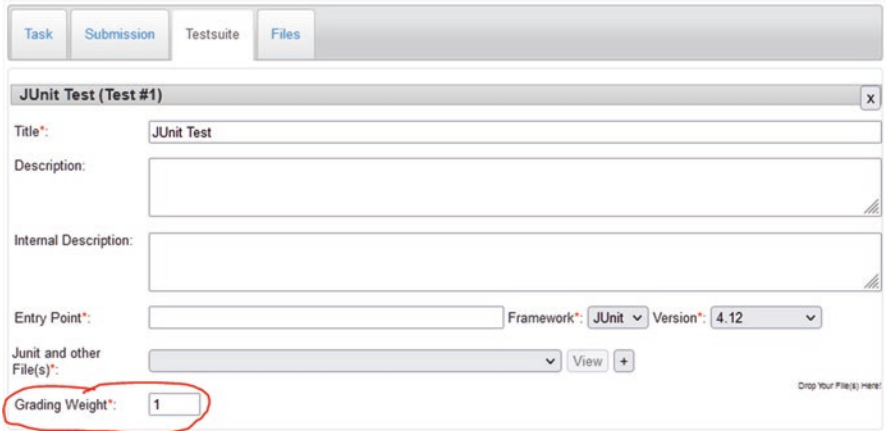 Task Submission Testsuite Files
JUnit Test (Test #1) x
Title*: JUnit Test
Description:
Internal Description:
Entry Point*: Framework*: JUnit Version*: 4.12
Junit and other
File(s)*: View +
Drop Your File(s) Here!
Grading Weight*: 1